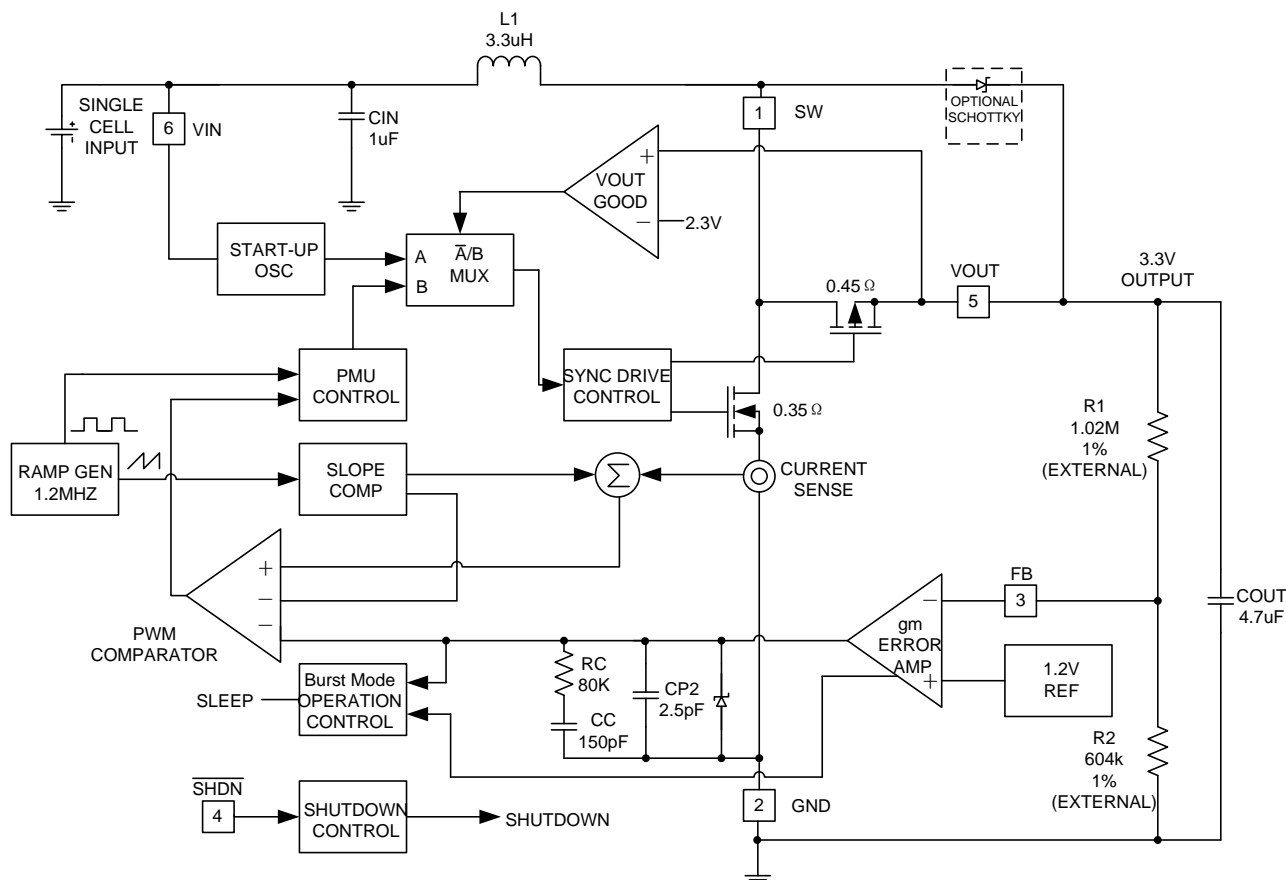 L1
3.3uH
SINGLE
CELL
INPUT
6
VIN
CIN
1uF
1
SW
OPTIONAL
SCHOTTKY
+
VOUT
GOOD
−
2.3V
START-UP
OSC
A
B
A̅/B
MUX
0.45Ω
VOUT
5
3.3V
OUTPUT
PMU
CONTROL
SYNC DRIVE
CONTROL
0.35Ω
R1
1.02M
1%
(EXTERNAL)
RAMP GEN
1.2MHZ
SLOPE
COMP
Σ
CURRENT
SENSE
+
−
−
PWM
COMPARATOR
FB
3
−
gm
ERROR
AMP
+
1.2V
REF
COUT
4.7uF
SLEEP
Burst Mode
OPERATION
CONTROL
RC
80K
CC
150pF
CP2
2.5pF
R2
604k
1%
(EXTERNAL)
S̅H̅D̅N̅
4
SHUTDOWN
CONTROL
SHUTDOWN
2
GND